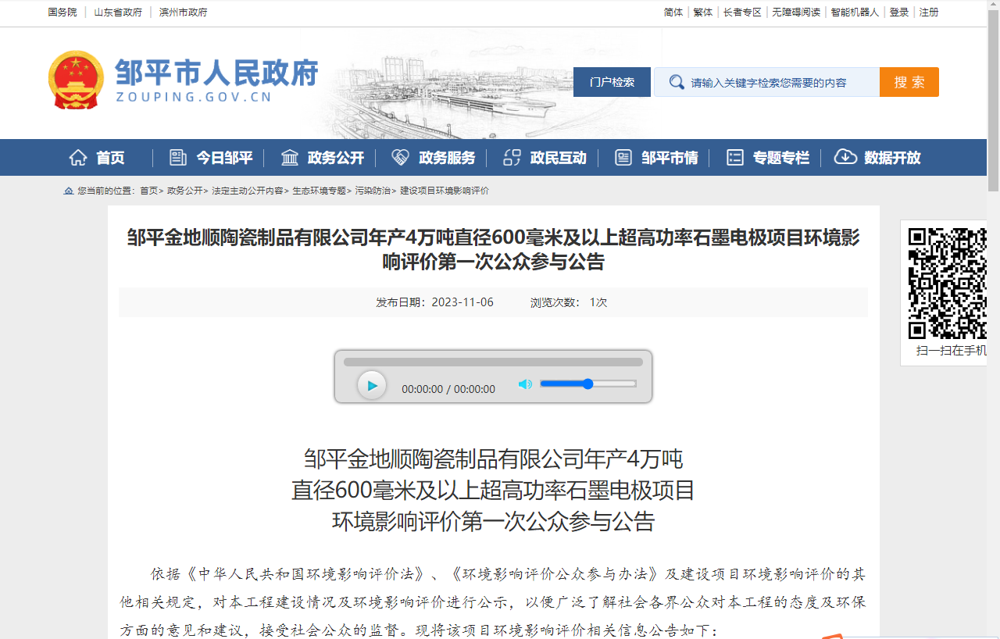 国务院 山东省政府 滨州市政府 简体 繁体 长者专区 无障碍阅读 智能机器人 登录 注册
邹平市人民政府
ZOUPING.GOV.CN
门户检索 请输入关键字检索您需要的内容 搜 索
首页 今日邹平 政务公开 政务服务 政民互动 邹平市情 专题专栏 数据开放
您当前的位置：首页> 政务公开> 法定主动公开内容> 生态环境专题> 污染防治> 建设项目环境影响评价
邹平金地顺陶瓷制品有限公司年产4万吨直径600毫米及以上超高功率石墨电极项目环境影
响评价第一次公众参与公告
发布日期：2023-11-06 浏览次数： 1次
扫一扫在手机
00:00:00 / 00:00:00
邹平金地顺陶瓷制品有限公司年产4万吨
直径600毫米及以上超高功率石墨电极项目
环境影响评价第一次公众参与公告
依据《中华人民共和国环境影响评价法》、《环境影响评价公众参与办法》及建设项目环境影响评价的其
他相关规定，对本工程建设情况及环境影响评价进行公示，以便广泛了解社会各界公众对本工程的态度及环保
方面的意见和建议，接受社会公众的监督。现将该项目环境影响评价相关信息公告如下：